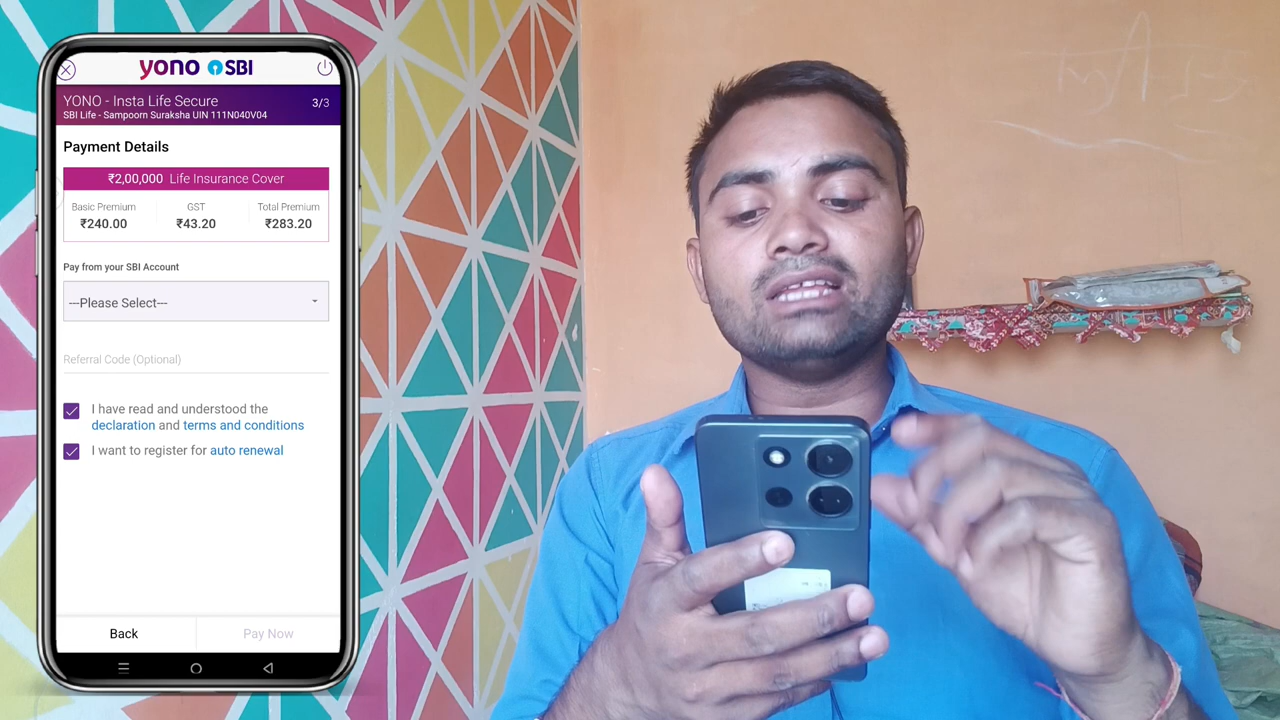 yono SBI
YONO - Insta Life Secure 3/3
SBI Life - Sampoorn Suraksha UIN 111N040V04
Payment Details
₹2,00,000 Life Insurance Cover
Basic Premium GST Total Premium
₹240.00 ₹43.20 ₹283.20
Pay from your SBI Account
---Please Select---
Referral Code (Optional)
I have read and understood the
declaration and terms and conditions
I want to register for auto renewal
Back Pay Now